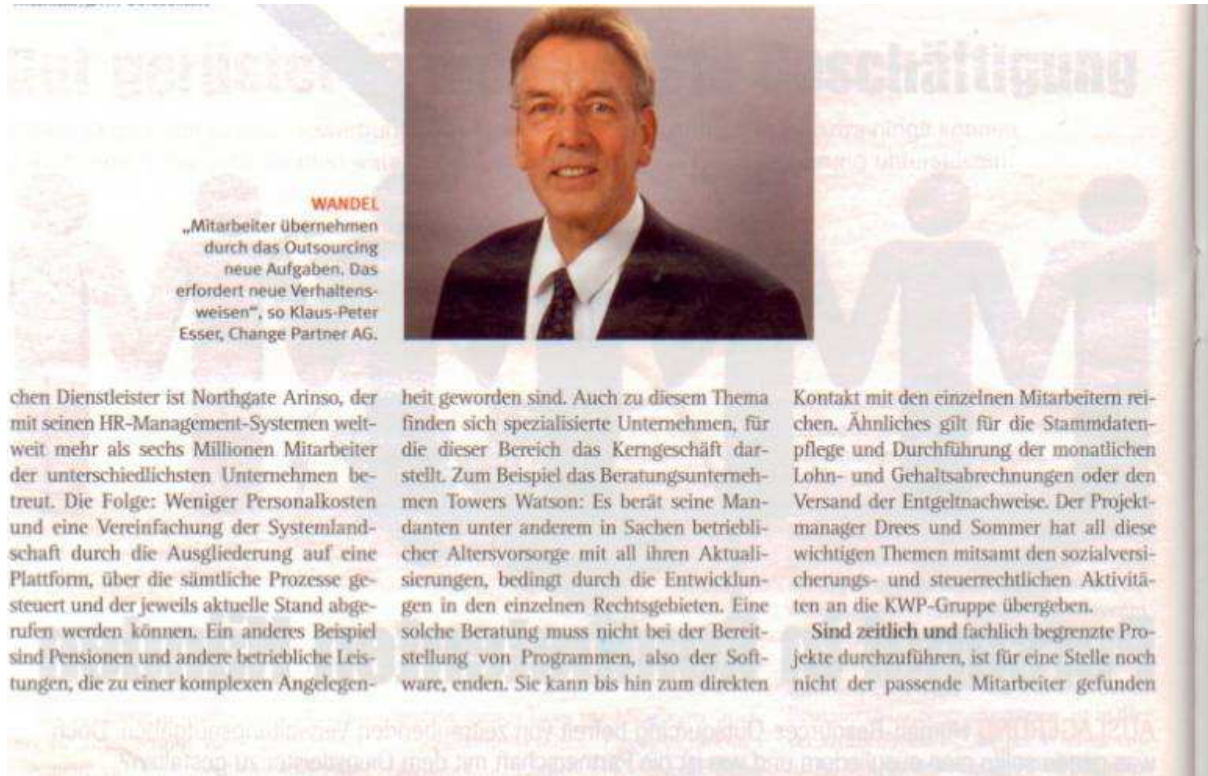 WANDEL
„Mitarbeiter übernehmen
durch das Outsourcing
neue Aufgaben. Das
erfordert neue Verhaltens-
weisen“, so Klaus-Peter
Esser, Change Partner AG.
chen Dienstleister ist Northgate Arinso, der
mit seinen HR-Management-Systemen welt-
weit mehr als sechs Millionen Mitarbeiter
der unterschiedlichsten Unternehmen be-
treut. Die Folge: Weniger Personalkosten
und eine Vereinfachung der Systemland-
schaft durch die Ausgliederung auf eine
Plattform, über die sämtliche Prozesse ge-
steuert und der jeweils aktuelle Stand abge-
rufen werden können. Ein anderes Beispiel
sind Pensionen und andere betriebliche Leis-
tungen, die zu einer komplexen Angelegen-
heit geworden sind. Auch zu diesem Thema
finden sich spezialisierte Unternehmen, für
die dieser Bereich das Kerngeschäft dar-
stellt. Zum Beispiel das Beratungsunterneh-
men Towers Watson: Es berät seine Man-
danten unter anderem in Sachen betriebli-
cher Altersvorsorge mit all ihren Aktuali-
sierungen, bedingt durch die Entwicklun-
gen in den einzelnen Rechtsgebieten. Eine
solche Beratung muss nicht bei der Bereit-
stellung von Programmen, also der Soft-
ware, enden. Sie kann bis hin zum direkten
Kontakt mit den einzelnen Mitarbeitern rei-
chen. Ähnliches gilt für die Stammdaten-
pflege und Durchführung der monatlichen
Lohn- und Gehaltsabrechnungen oder den
Versand der Entgeltnachweise. Der Projekt-
manager Drees und Sommer hat all diese
wichtigen Themen mitsamt den sozialversi-
cherungs- und steuerrechtlichen Aktivitä-
ten an die KWP-Gruppe übergeben.
Sind zeitlich und fachlich begrenzte Pro-
jekte durchzuführen, ist für eine Stelle noch
nicht der passende Mitarbeiter gefunden